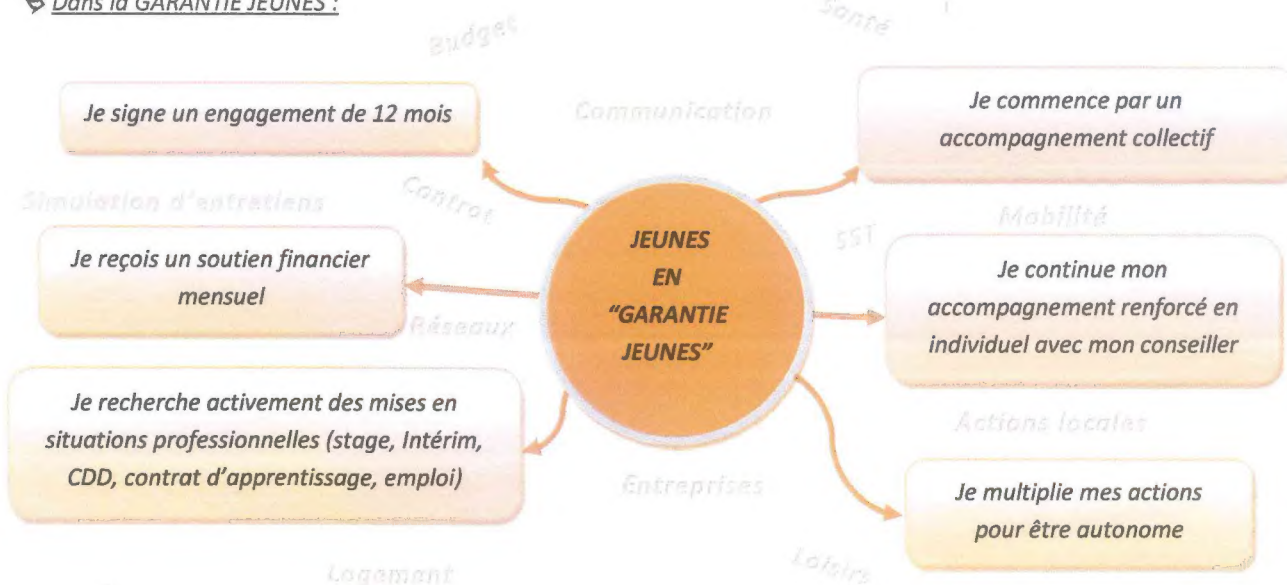 Dans la GARANTIE JEUNES :
Budget
Santé
Je signe un engagement de 12 mois
Communication
Je commence par un
accompagnement collectif
Simulation d'entretiens
Contrat
SST
Mobilité
JEUNES
EN
"GARANTIE
JEUNES"
Je reçois un soutien financier
mensuel
Je continue mon
accompagnement renforcé en
individuel avec mon conseiller
Réseaux
Je recherche activement des mises en
situations professionnelles (stage, Intérim,
CDD, contrat d'apprentissage, emploi)
Actions locales
Entreprises
Je multiplie mes actions
pour être autonome
Logement
Loisirs